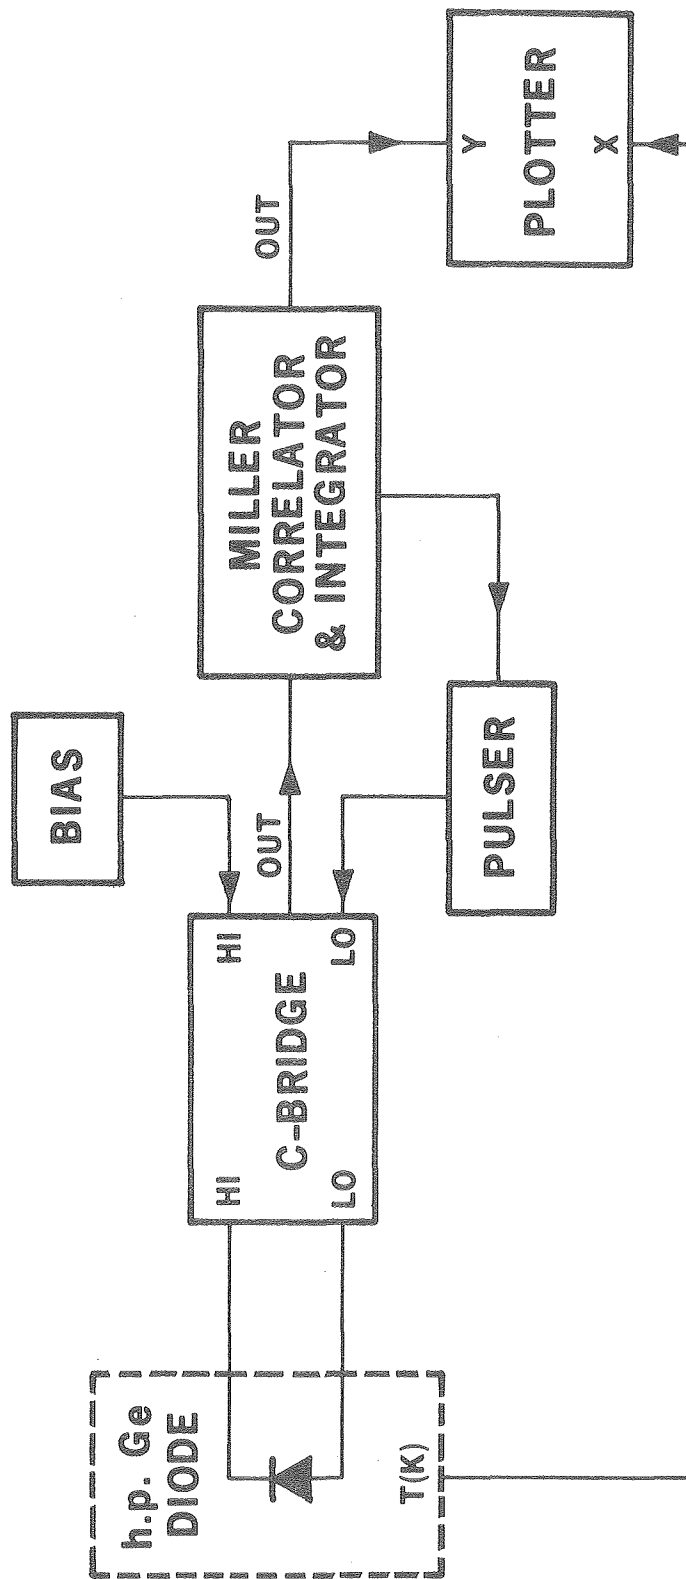 h.p. Ge
DIODE
T(K)
HI
LO
C-BRIDGE
HI
LO
OUT
BIAS
PULSER
MILLER
CORRELATOR
& INTEGRATOR
OUT
Y
PLOTTER
X